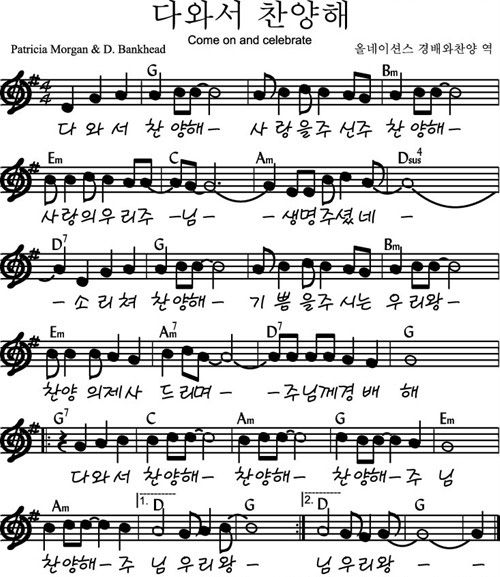 다와서 찬양해
Come on and celebrate
Patricia Morgan & D. Bankhead 올네이션스 경배와찬양 역
G Bm
다 와 서 찬 양해 - 사 랑 을주 신주 찬 양해 -
Em C Am Dsus4
사랑의우리주 - 님 - - 생명주셨네 -
D7 G Bm
- 소 리 쳐 찬양해 - 기 쁨 을주 시는 우 리왕 -
Em Am7 D7 G
찬양 의제사 드리며 - - 주님께경 배 해
G7 C Am G Em
다와서 찬양해 - 찬양해 - 찬양해 - 주 님
Am 1. D G 2. D G
찬양해 - 주 님 우리왕 - 님 우리왕 - -